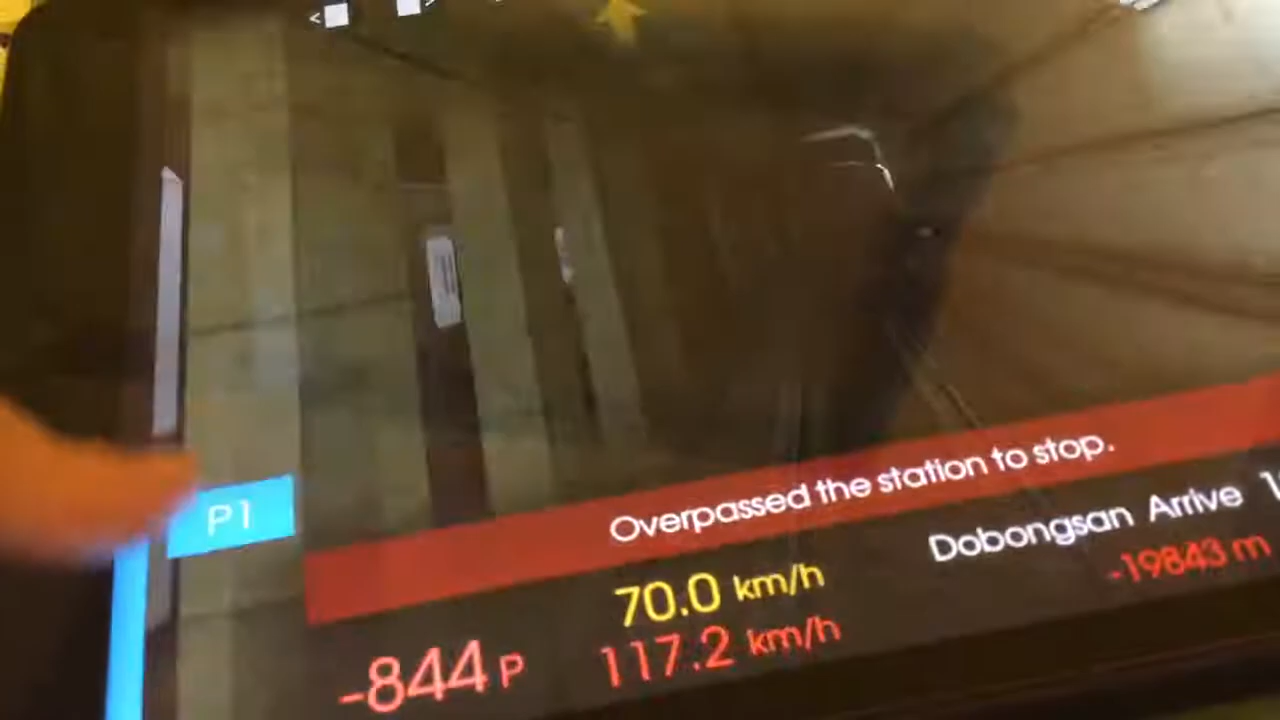 P1
Overpassed the station to stop.
Dobongsan Arrive
70.0 km/h
-19843 m
-844 P
117.2 km/h